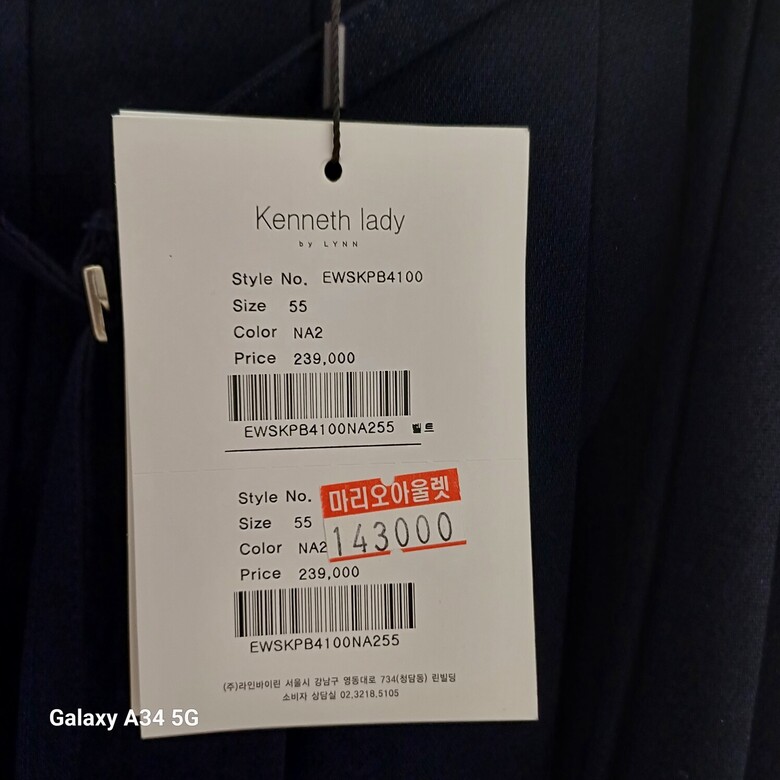 Kenneth lady
by LYNN
Style No. EWSKPB4100
Size 55
Color NA2
Price 239,000
EWSKPB4100NA255 벨트
Style No.
마리오아울렛
Size 55
143000
Color NA2
Price 239,000
EWSKPB4100NA255
(주)라인바이린 서울시 강남구 영동대로 734(청담동) 린빌딩
소비자 상담실 02.3218.5105
Galaxy A34 5G